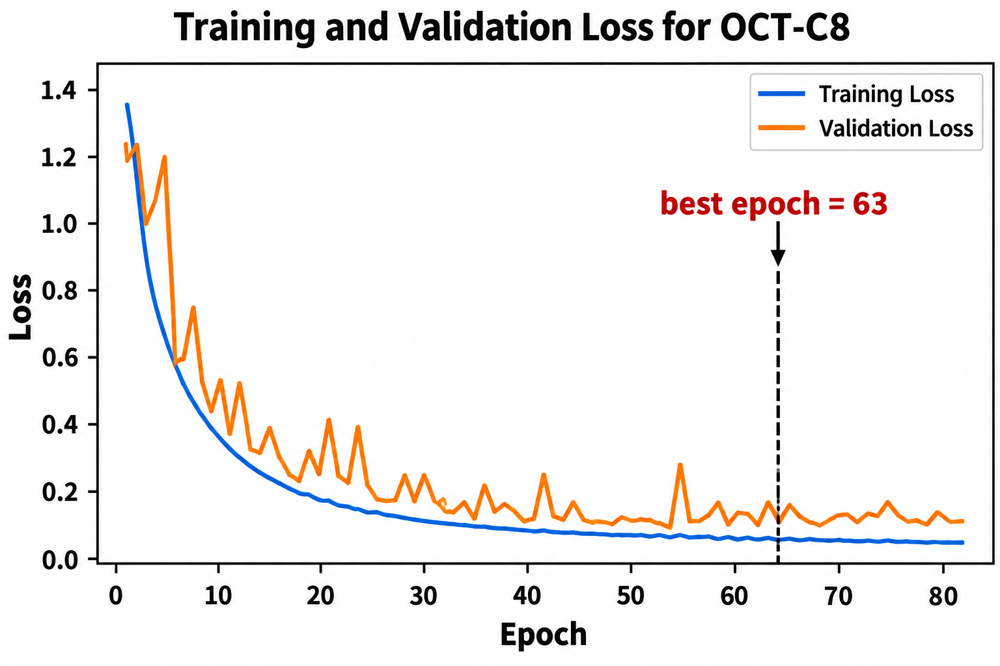 Training and Validation Loss for OCT-C8
Training Loss
Validation Loss
best epoch = 63
Loss
1.4
1.2
1.0
0.8
0.6
0.4
0.2
0.0
0 10 20 30 40 50 60 70 80
Epoch